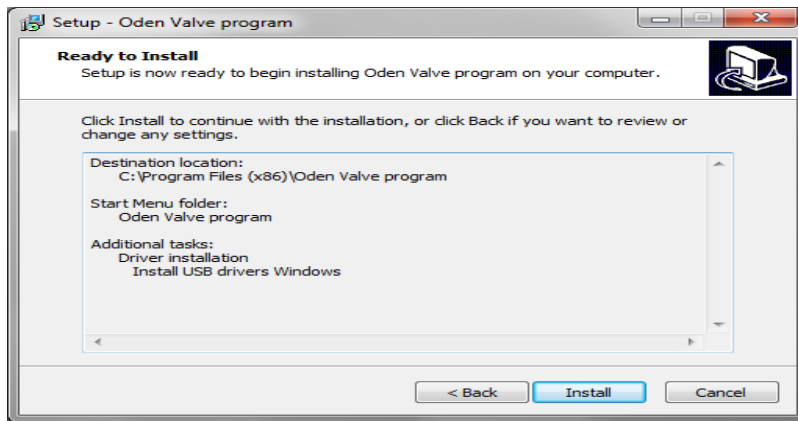 Setup - Oden Valve program
Ready to Install
Setup is now ready to begin installing Oden Valve program on your computer.
Click Install to continue with the installation, or click Back if you want to review or
change any settings.
Destination location:
C:\Program Files (x86)\Oden Valve program
Start Menu folder:
Oden Valve program
Additional tasks:
Driver installation
Install USB drivers Windows
< Back
Install
Cancel